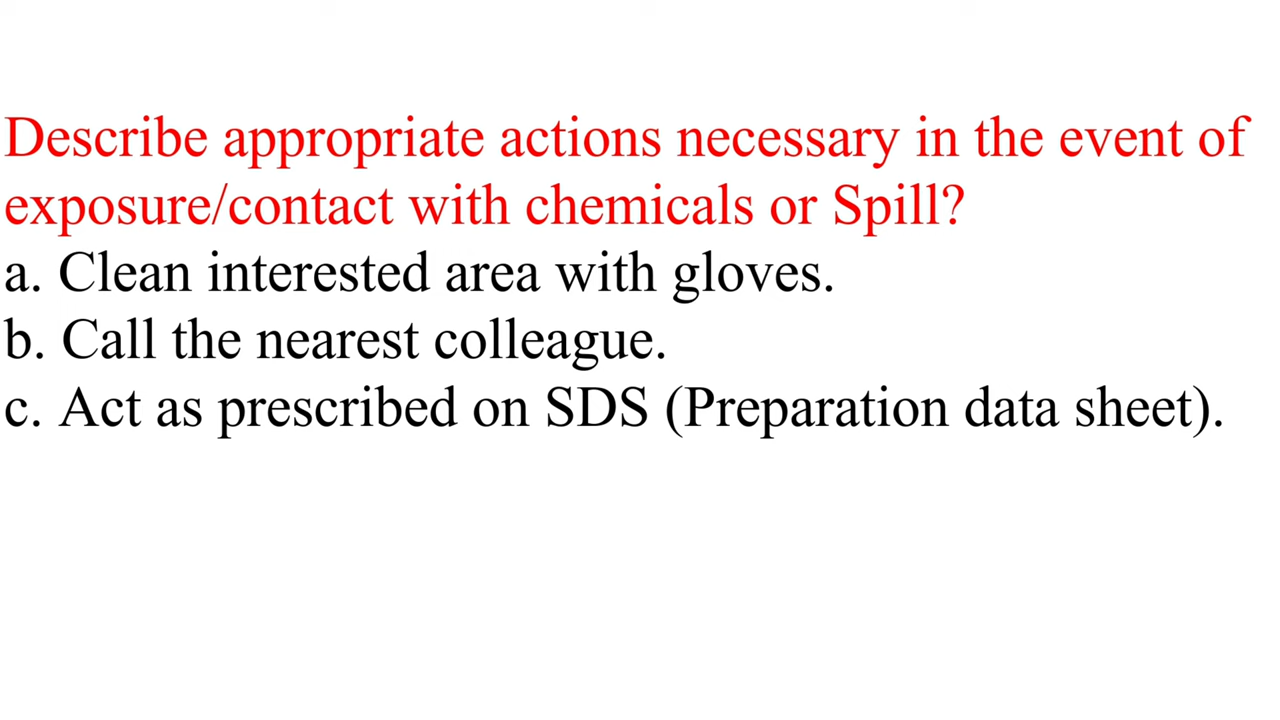 Describe appropriate actions necessary in the event of
exposure/contact with chemicals or Spill?
a. Clean interested area with gloves.
b. Call the nearest colleague.
c. Act as prescribed on SDS (Preparation data sheet).